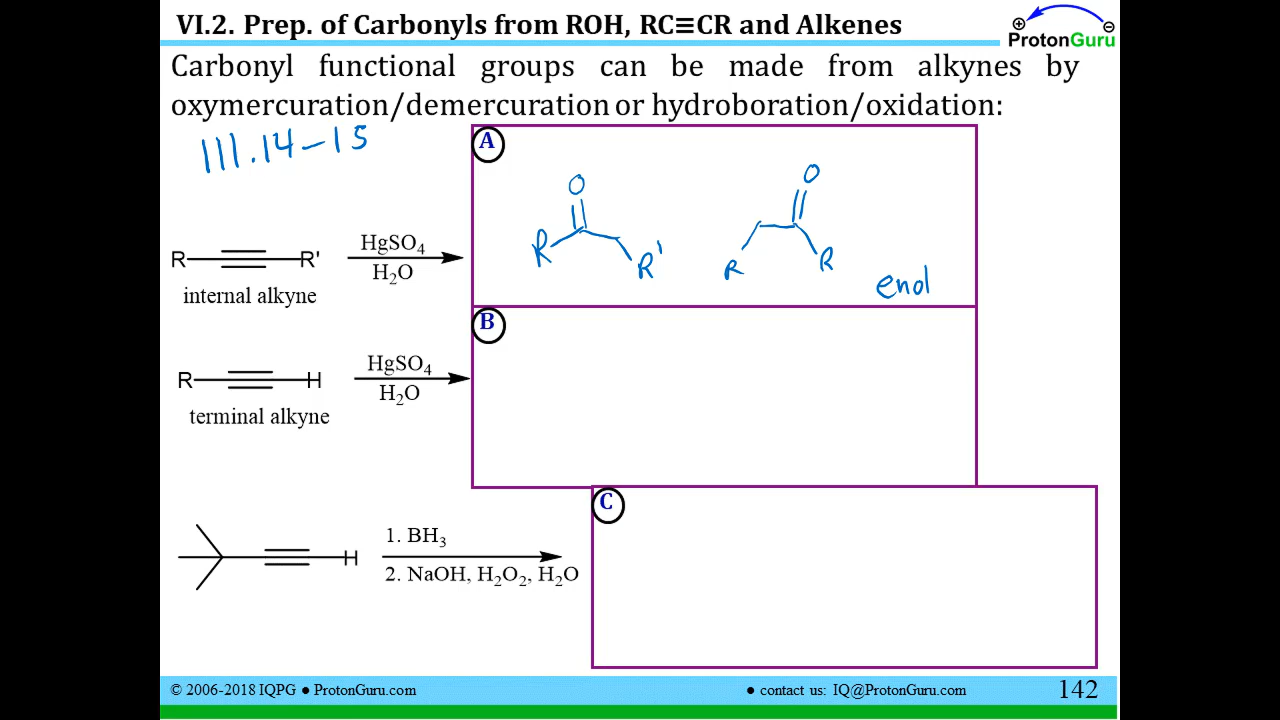 VI.2. Prep. of Carbonyls from ROH, RC≡CR and Alkenes
ProtonGuru
Carbonyl functional groups can be made from alkynes by
oxymercuration/demercuration or hydroboration/oxidation:
III.14-15
A
O
O
R
R'
R
R
enol
R
R'
HgSO4
H2O
internal alkyne
B
R
H
HgSO4
H2O
terminal alkyne
C
H
1. BH3
2. NaOH, H2O2, H2O
© 2006-2018 IQPG ● ProtonGuru.com
● contact us: IQ@ProtonGuru.com
142